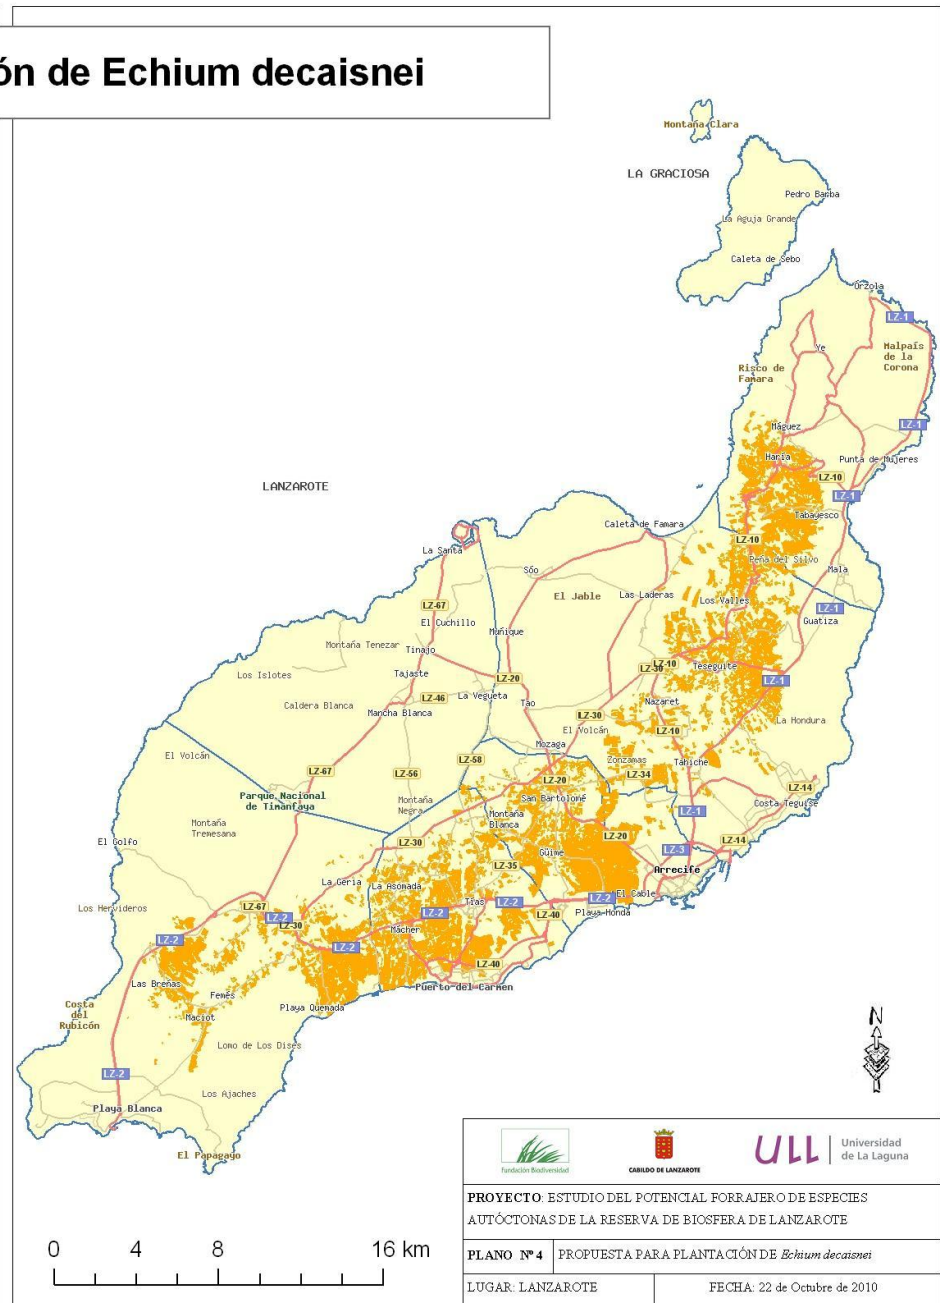 ón de Echium decaisnei
Montaña Clara
LA GRACIOSA
Pedro Barba
La Aguja Grande
Caleta de Sebo
Órzola
LZ-1
Ye
Malpaís
de la
Corona
Risco de
Famara
LZ-1
Máguez
Haría
Punta de Mujeres
LZ-10
LANZAROTE
LZ-1
Tabayesco
Caleta de Famara
LZ-10
La Santa
Peña del Silvo
Sóo
Mala
El Jable
Las Laderas
Los Valles
LZ-67
LZ-1
El Cuchillo
Guatiza
Muñique
Montaña Tenezar
Tinajo
LZ-10
LZ-30
Teseguite
Los Islotes
Tajaste
LZ-20
LZ-1
La Vegueta
LZ-46
Tao
Nazaret
Caldera Blanca
Mancha Blanca
LZ-30
La Hondura
El Volcán
LZ-10
Mozaga
El Volcán
LZ-58
Zonzamas
Tahiche
LZ-67
LZ-56
LZ-20
LZ-34
LZ-14
Parque Nacional
de Timanfaya
Montaña
Negra
San Bartolomé
Costa Teguise
Montaña
Blanca
LZ-1
Montaña
Tremesana
LZ-20
El Golfo
LZ-30
LZ-14
Güime
LZ-3
LZ-35
Arrecife
La Geria
La Asomada
El Cable
Tías
LZ-2
LZ-2
Los Hervideros
LZ-67
LZ-2
LZ-2
LZ-40
Playa Honda
LZ-30
Mácher
LZ-2
LZ-2
LZ-40
Las Breñas
Puerto del Carmen
Femés
Costa
del
Rubicón
Playa Quemada
Maciot
Lomo de Los Dises
N
LZ-2
Los Ajaches
Playa Blanca
El Papagayo
Fundación Biodiversidad
CABILDO DE LANZAROTE
ULL
Universidad
de La Laguna
PROYECTO: ESTUDIO DEL POTENCIAL FORRAJERO DE ESPECIES
AUTÓCTONAS DE LA RESERVA DE BIOSFERA DE LANZAROTE
PLANO Nº 4 PROPUESTA PARA PLANTACIÓN DE Echium decaisnei
LUGAR: LANZAROTE FECHA: 22 de Octubre de 2010
0 4 8 16 km